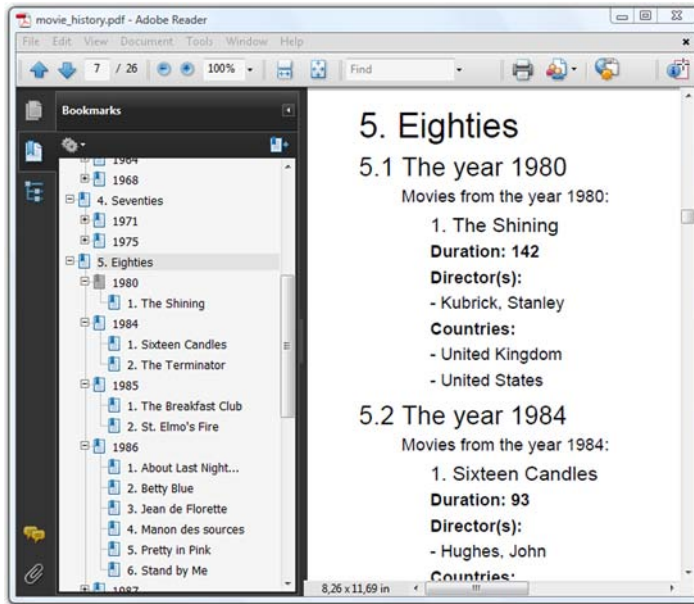 movie_history.pdf - Adobe Reader
File Edit View Document Tools Window Help
7 / 26 100% Find
Bookmarks
1964
1968
4. Seventies
1971
1975
5. Eighties
1980
1. The Shining
1984
1. Sixteen Candles
2. The Terminator
1985
1. The Breakfast Club
2. St. Elmo's Fire
1986
1. About Last Night...
2. Betty Blue
3. Jean de Florette
4. Manon des sources
5. Pretty in Pink
6. Stand by Me
1987
5. Eighties
5.1 The year 1980
Movies from the year 1980:
1. The Shining
Duration: 142
Director(s):
- Kubrick, Stanley
Countries:
- United Kingdom
- United States
5.2 The year 1984
Movies from the year 1984:
1. Sixteen Candles
Duration: 93
Director(s):
- Hughes, John
Countries:
8,26 x 11,69 in